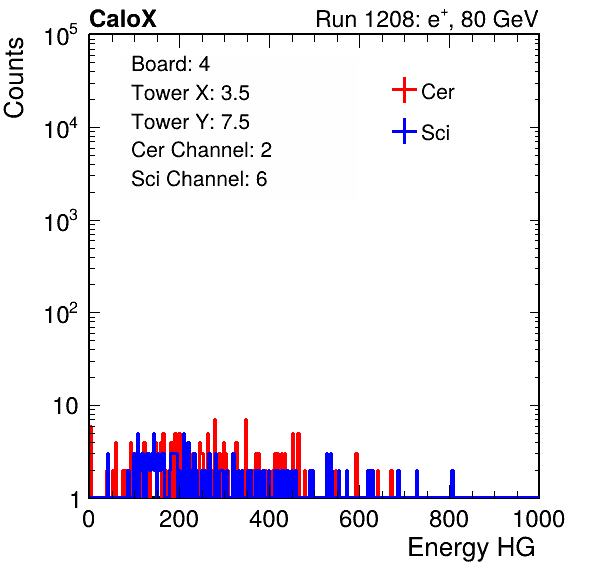 CaloX Run 1208: e⁺, 80 GeV
Counts
10⁵
10⁴
10³
10²
10
1
Board: 4
Tower X: 3.5
Tower Y: 7.5
Cer Channel: 2
Sci Channel: 6
Cer
Sci
0 200 400 600 800 1000
Energy HG